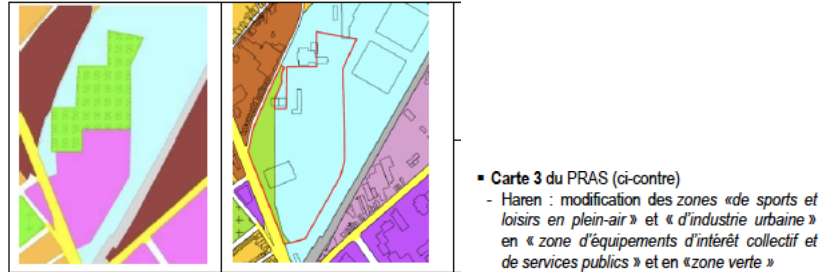 ▪ Carte 3 du PRAS (ci-contre)
- Haren : modification des zones «de sports et
loisirs en plein-air » et « d'industrie urbaine »
en « zone d'équipements d'intérêt collectif et
de services publics » et en «zone verte »